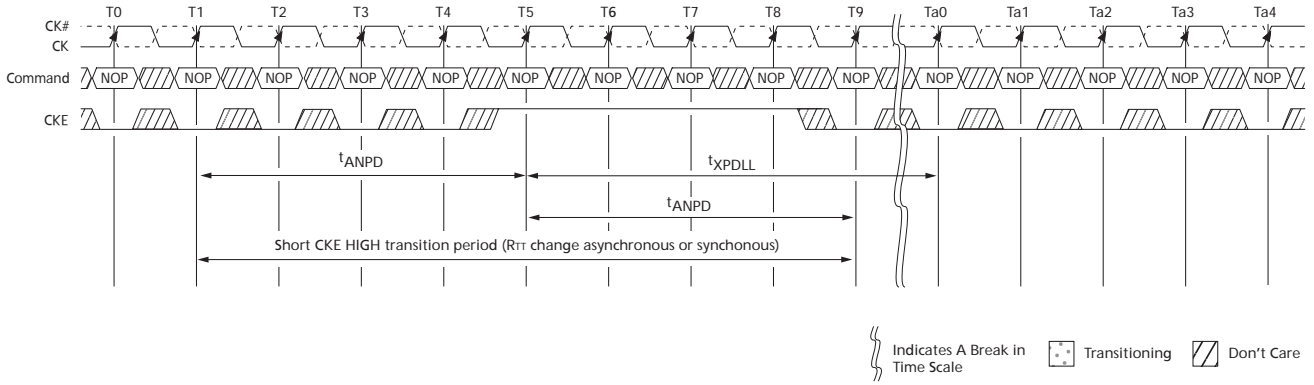 T0 T1 T2 T3 T4 T5 T6 T7 T8 T9 Ta0 Ta1 Ta2 Ta3 Ta4
CK#
CK
Command NOP NOP NOP NOP NOP NOP NOP NOP NOP NOP NOP NOP NOP NOP NOP
CKE
tANPD tXPDLL
tANPD
Short CKE HIGH transition period (RTT change asynchronous or synchonous)
Indicates A Break in
Time Scale
Transitioning
Don't Care